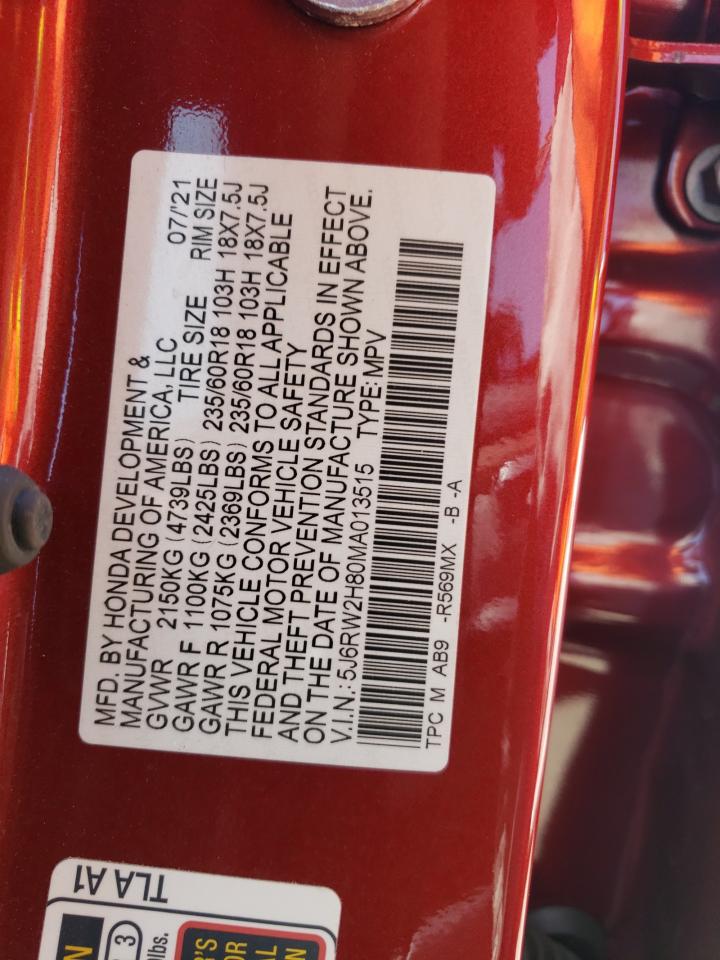 MFD. BY HONDA DEVELOPMENT &
MANUFACTURING OF AMERICA, LLC 07/'21
GVWR 2150KG (4739LBS) TIRE SIZE RIM SIZE
GAWR F 1100KG (2425LBS) 235/60R18 103H 18X7.5J
GAWR R 1075KG (2369LBS) 235/60R18 103H 18X7.5J
THIS VEHICLE CONFORMS TO ALL APPLICABLE
FEDERAL MOTOR VEHICLE SAFETY
AND THEFT PREVENTION STANDARDS IN EFFECT
ON THE DATE OF MANUFACTURE SHOWN ABOVE.
V.I.N.: 5J6RW2H80MA013515 TYPE: MPV
TPC M AB9 -R569MX -B -A
TLA A1
3
lbs.